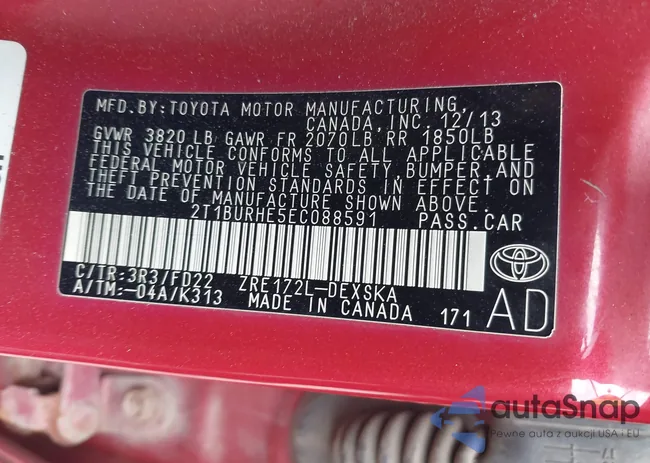 MFD.BY:TOYOTA MOTOR MANUFACTURING,
CANADA,INC. 12/13
GVWR 3820 LB GAWR FR 2070LB RR 1850LB
THIS VEHICLE CONFORMS TO ALL APPLICABLE
FEDERAL MOTOR VEHICLE SAFETY,BUMPER,AND
THEFT PREVENTION STANDARDS IN EFFECT ON
THE DATE OF MANUFACTURE SHOWN ABOVE.
2T1BURHE5EC088591 PASS.CAR
C/TR:3R3/FD22 ZRE172L-DEXSKA
A/TM:-04A/K313 MADE IN CANADA 171 AD
autoSnap
Pewne auta z aukcji USA i EU